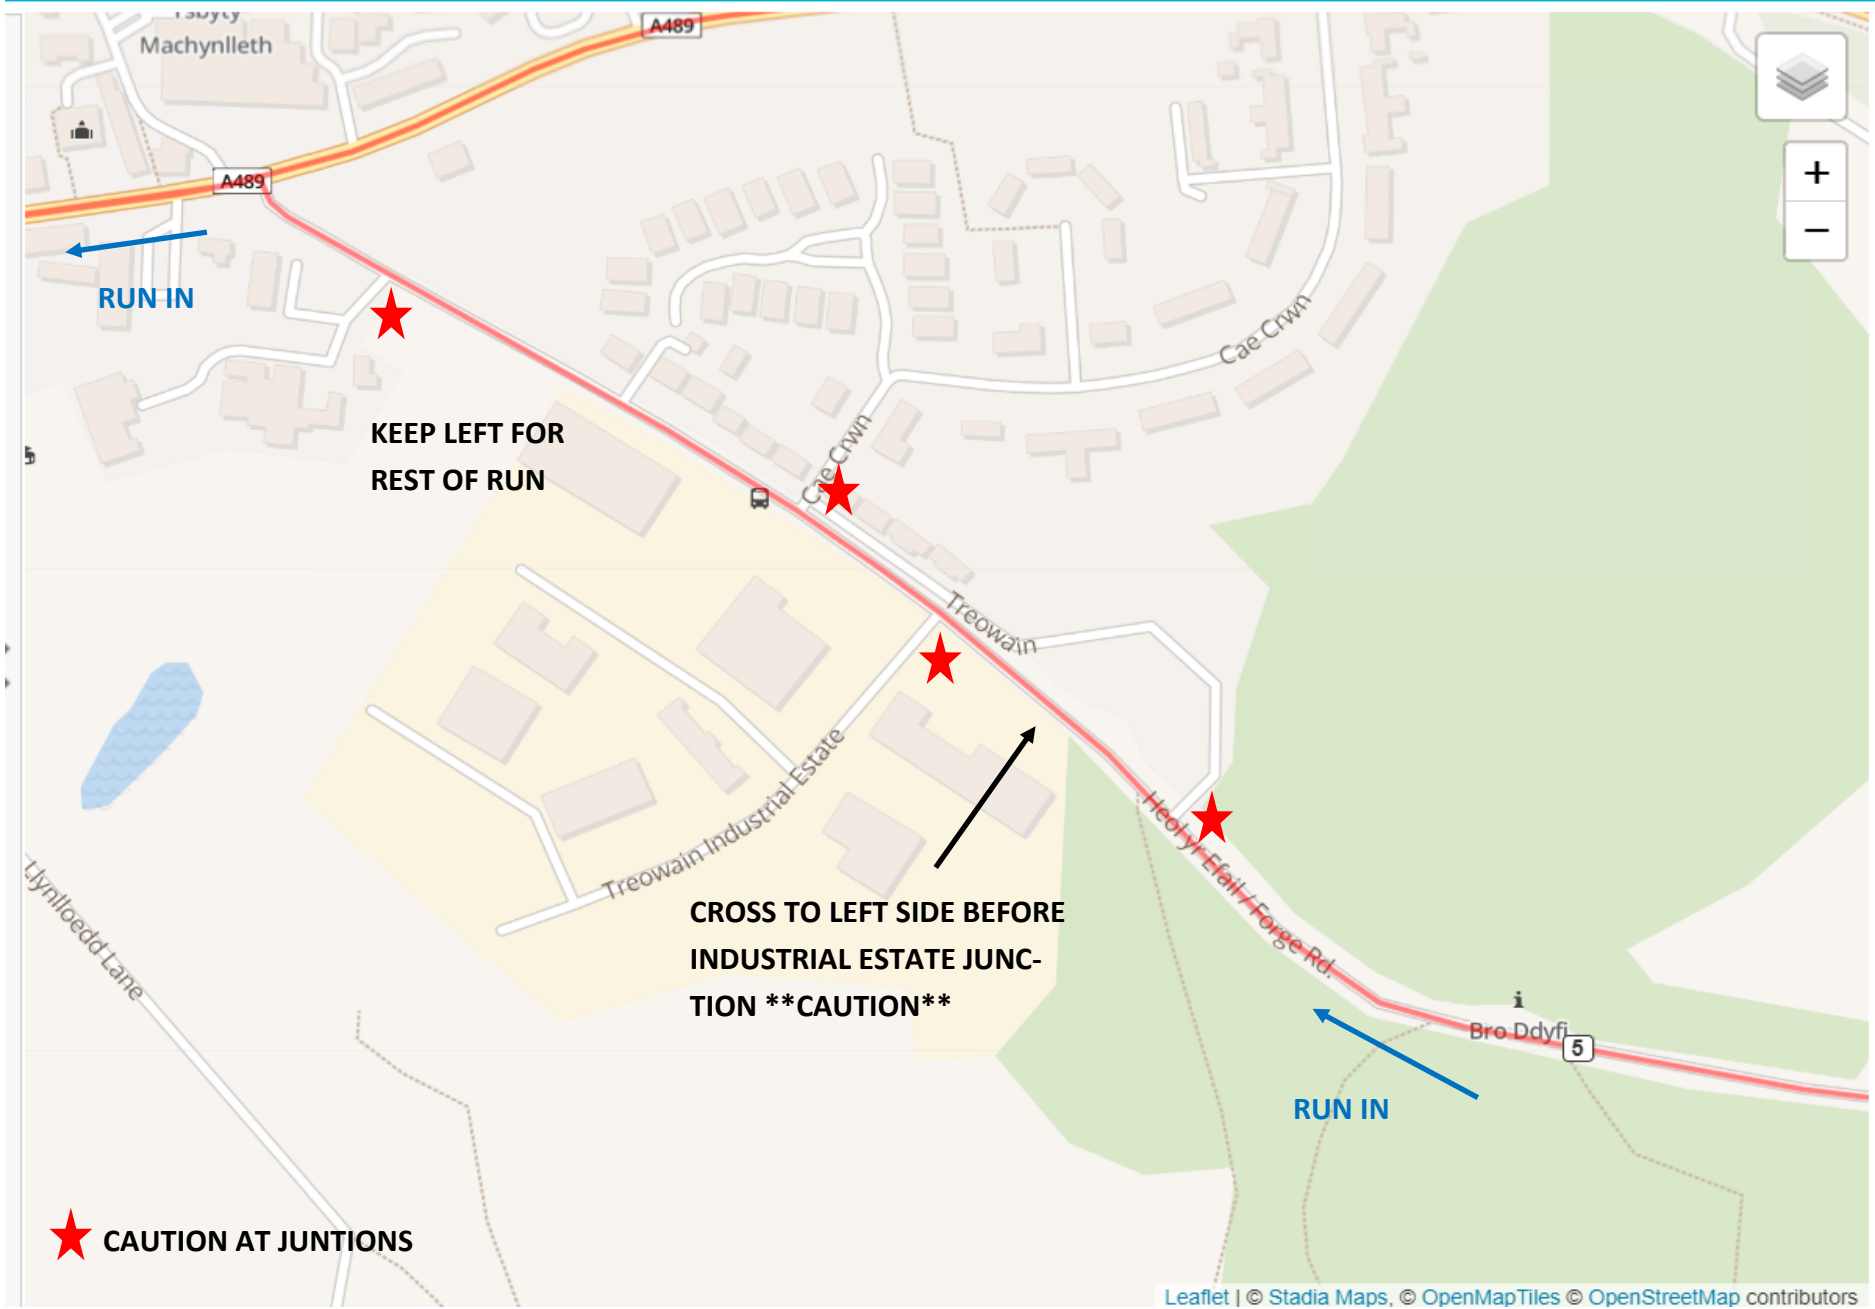 Ysbyty
Machynlleth
A489
A489
RUN IN
Cae Crwn
KEEP LEFT FOR
REST OF RUN
Cae Crwn
Treowain
Treowain Industrial Estate
Heol yr Efail / Forge Rd.
Llynlloedd Lane
CROSS TO LEFT SIDE BEFORE
INDUSTRIAL ESTATE JUNC-
TION **CAUTION**
Bro Ddyfi
5
RUN IN
CAUTION AT JUNTIONS
+
−
Leaflet | © Stadia Maps, © OpenMapTiles © OpenStreetMap contributors